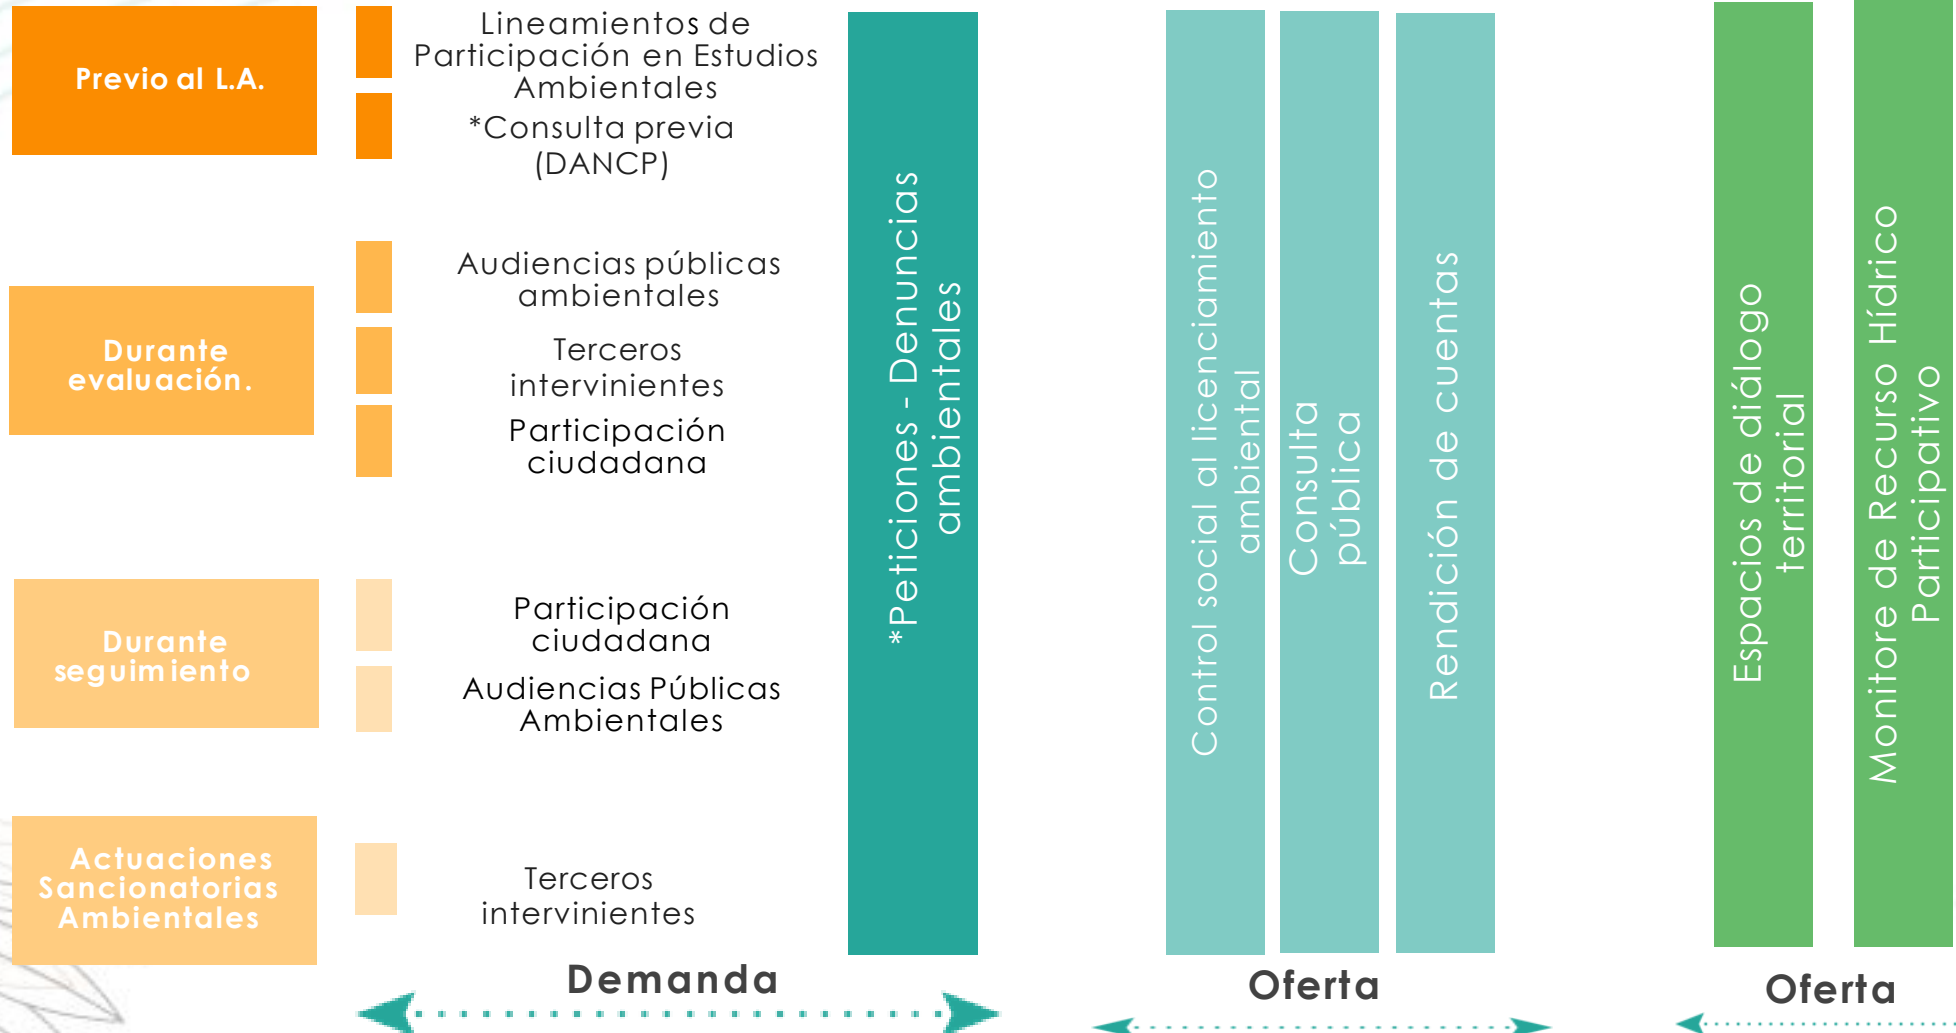 Previo al L.A.
Lineamientos de
Participación en Estudios
Ambientales
*Consulta previa
(DANCP)
Durante
evaluación.
Audiencias públicas
ambientales
Terceros
intervinientes
Participación
ciudadana
Durante
seguimiento
Participación
ciudadana
Audiencias Públicas
Ambientales
Actuaciones
Sancionatorias
Ambientales
Terceros
intervinientes
*Peticiones - Denuncias
ambientales
Demanda
Control social al licenciamiento
ambiental
Consulta
pública
Rendición de cuentas
Oferta
Espacios de diálogo
territorial
Monitore de Recurso Hídrico
Participativo
Oferta